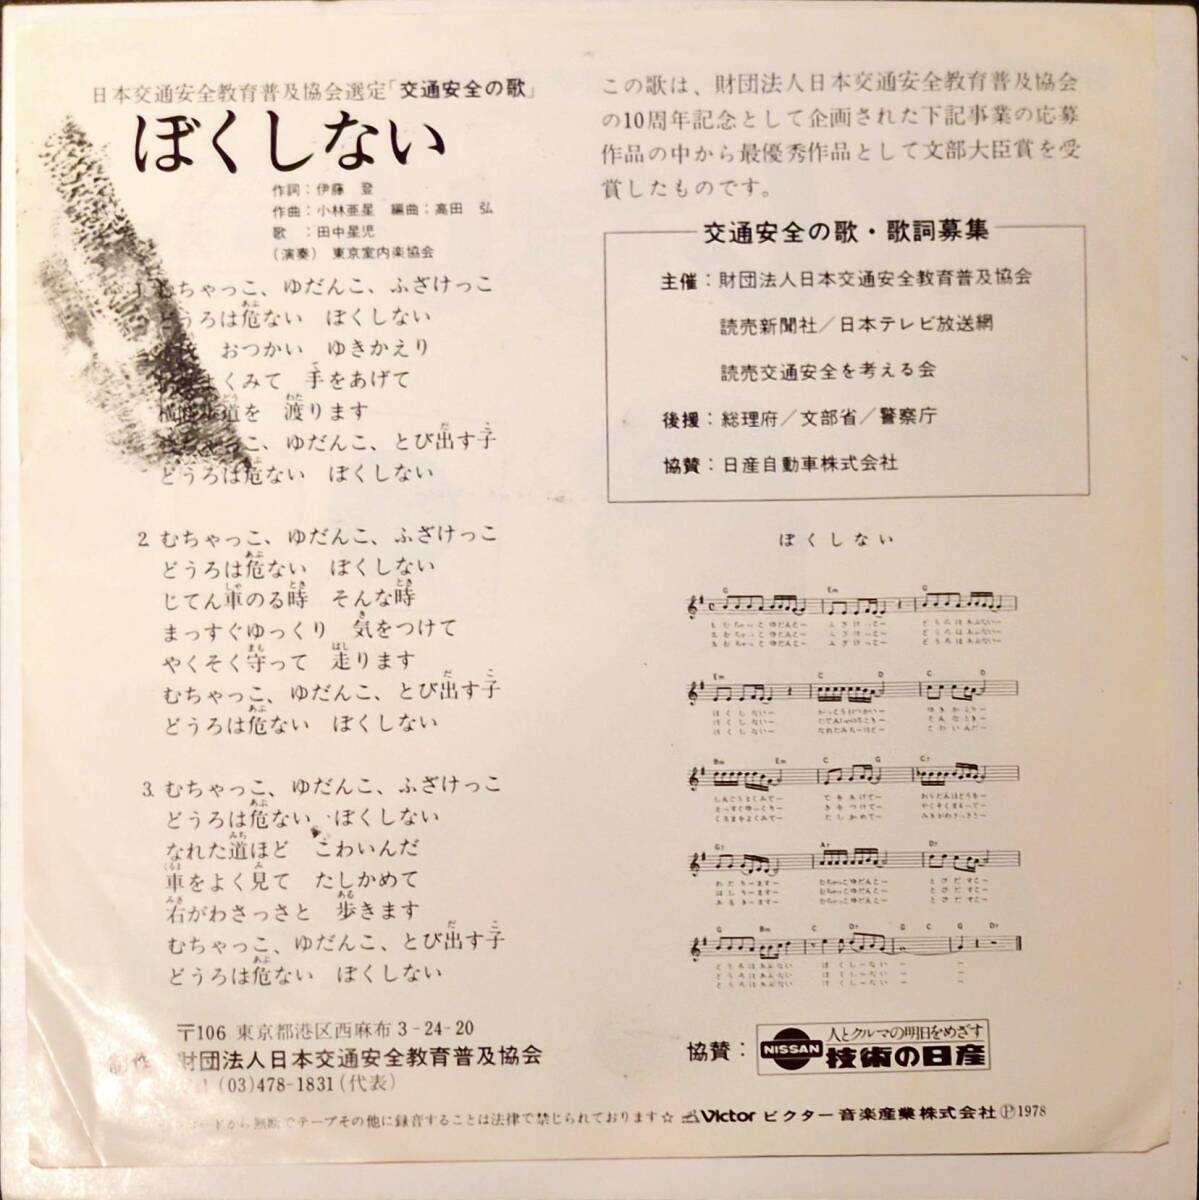 日本交通安全教育普及協会選定「交通安全の歌」
ぼくしない
作詞：伊藤 登
作曲：小林亜星 編曲：高田 弘
歌 ：田中星児
（演奏） 東京室内楽協会
むちゃっこ、ゆだんこ、ふざけっこ
どうろは危ない ぼくしない
おつかい ゆきかえり
くみて 手をあげて
横断歩道を 渡ります
むちゃっこ、ゆだんこ、とび出す子
どうろは危ない ぼくしない
2. むちゃっこ、ゆだんこ、ふざけっこ
どうろは危ない ぼくしない
じてん車のる時 そんな時
まっすぐゆっくり 気をつけて
やくそく守って 走ります
むちゃっこ、ゆだんこ、とび出す子
どうろは危ない ぼくしない
3. むちゃっこ、ゆだんこ、ふざけっこ
どうろは危ない ぼくしない
なれた道ほど こわいんだ
車をよく見て たしかめて
右がわさっさと 歩きます
むちゃっこ、ゆだんこ、とび出す子
どうろは危ない ぼくしない
〒106 東京都港区西麻布3-24-20
制作 財団法人日本交通安全教育普及協会
(03)478-1831(代表)
この歌は、財団法人日本交通安全教育普及協会
の10周年記念として企画された下記事業の応募
作品の中から最優秀作品として文部大臣賞を受
賞したものです。
交通安全の歌・歌詞募集
主催：財団法人日本交通安全教育普及協会
読売新聞社／日本テレビ放送網
読売交通安全を考える会
後援：総理府／文部省／警察庁
協賛：日産自動車株式会社
ぼくしない
協賛：
NISSAN
人とクルマの明日をめざす
技術の日産
コードから無断でテープその他に録音することは法律で禁じられております☆
Victor ビクター音楽産業株式会社Ⓟ1978